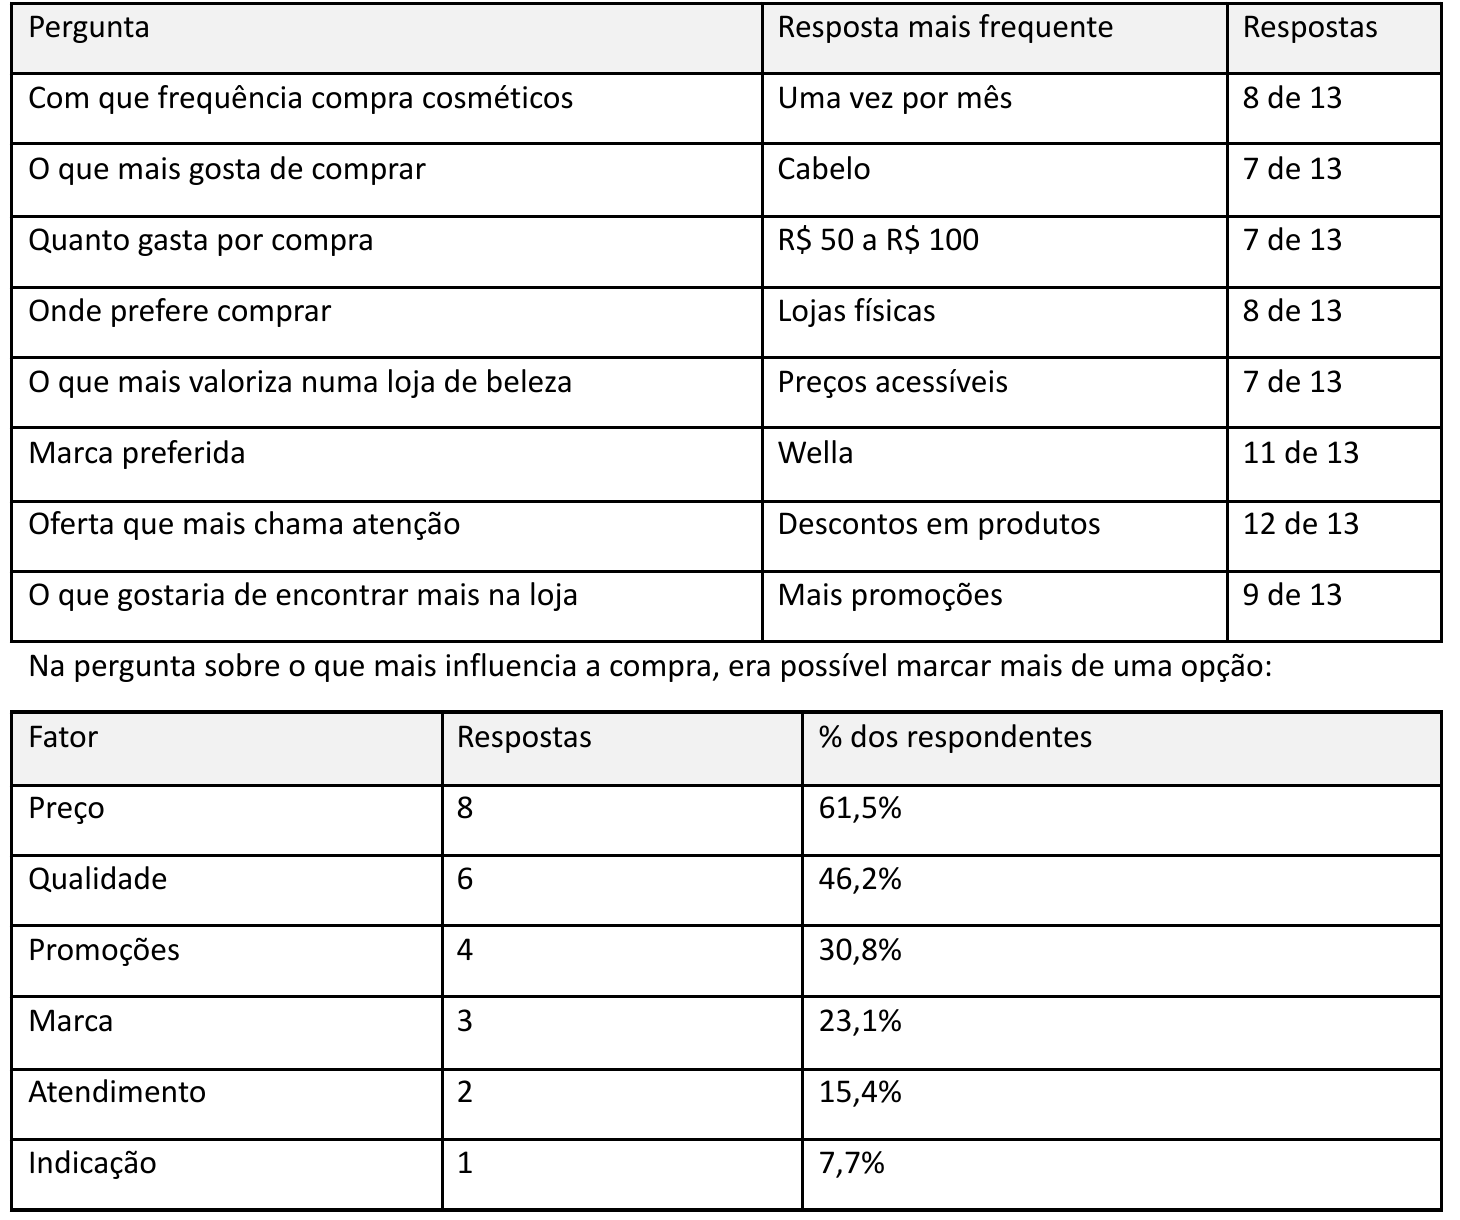 Pergunta Resposta mais frequente Respostas
Com que frequência compra cosméticos Uma vez por mês 8 de 13
O que mais gosta de comprar Cabelo 7 de 13
Quanto gasta por compra R$ 50 a R$ 100 7 de 13
Onde prefere comprar Lojas físicas 8 de 13
O que mais valoriza numa loja de beleza Preços acessíveis 7 de 13
Marca preferida Wella 11 de 13
Oferta que mais chama atenção Descontos em produtos 12 de 13
O que gostaria de encontrar mais na loja Mais promoções 9 de 13
Na pergunta sobre o que mais influencia a compra, era possível marcar mais de uma opção:
Fator Respostas % dos respondentes
Preço 8 61,5%
Qualidade 6 46,2%
Promoções 4 30,8%
Marca 3 23,1%
Atendimento 2 15,4%
Indicação 1 7,7%